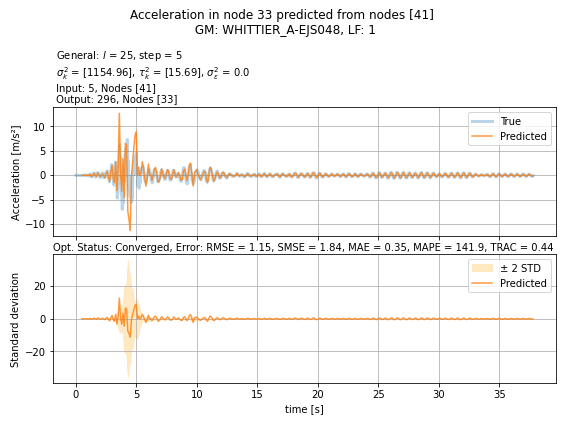 Acceleration in node 33 predicted from nodes [41]
GM: WHITTIER_A-EJS048, LF: 1
General: l = 25, step = 5
σ_k² = [1154.96], τ_k² = [15.69], σ_ε² = 0.0
Input: 5, Nodes [41]
Output: 296, Nodes [33]
Acceleration [m/s²]
10
5
0
−5
−10
True
Predicted
Opt. Status: Converged, Error: RMSE = 1.15, SMSE = 1.84, MAE = 0.35, MAPE = 141.9, TRAC = 0.44
Standard deviation
20
0
−20
± 2 STD
Predicted
0 5 10 15 20 25 30 35
time [s]